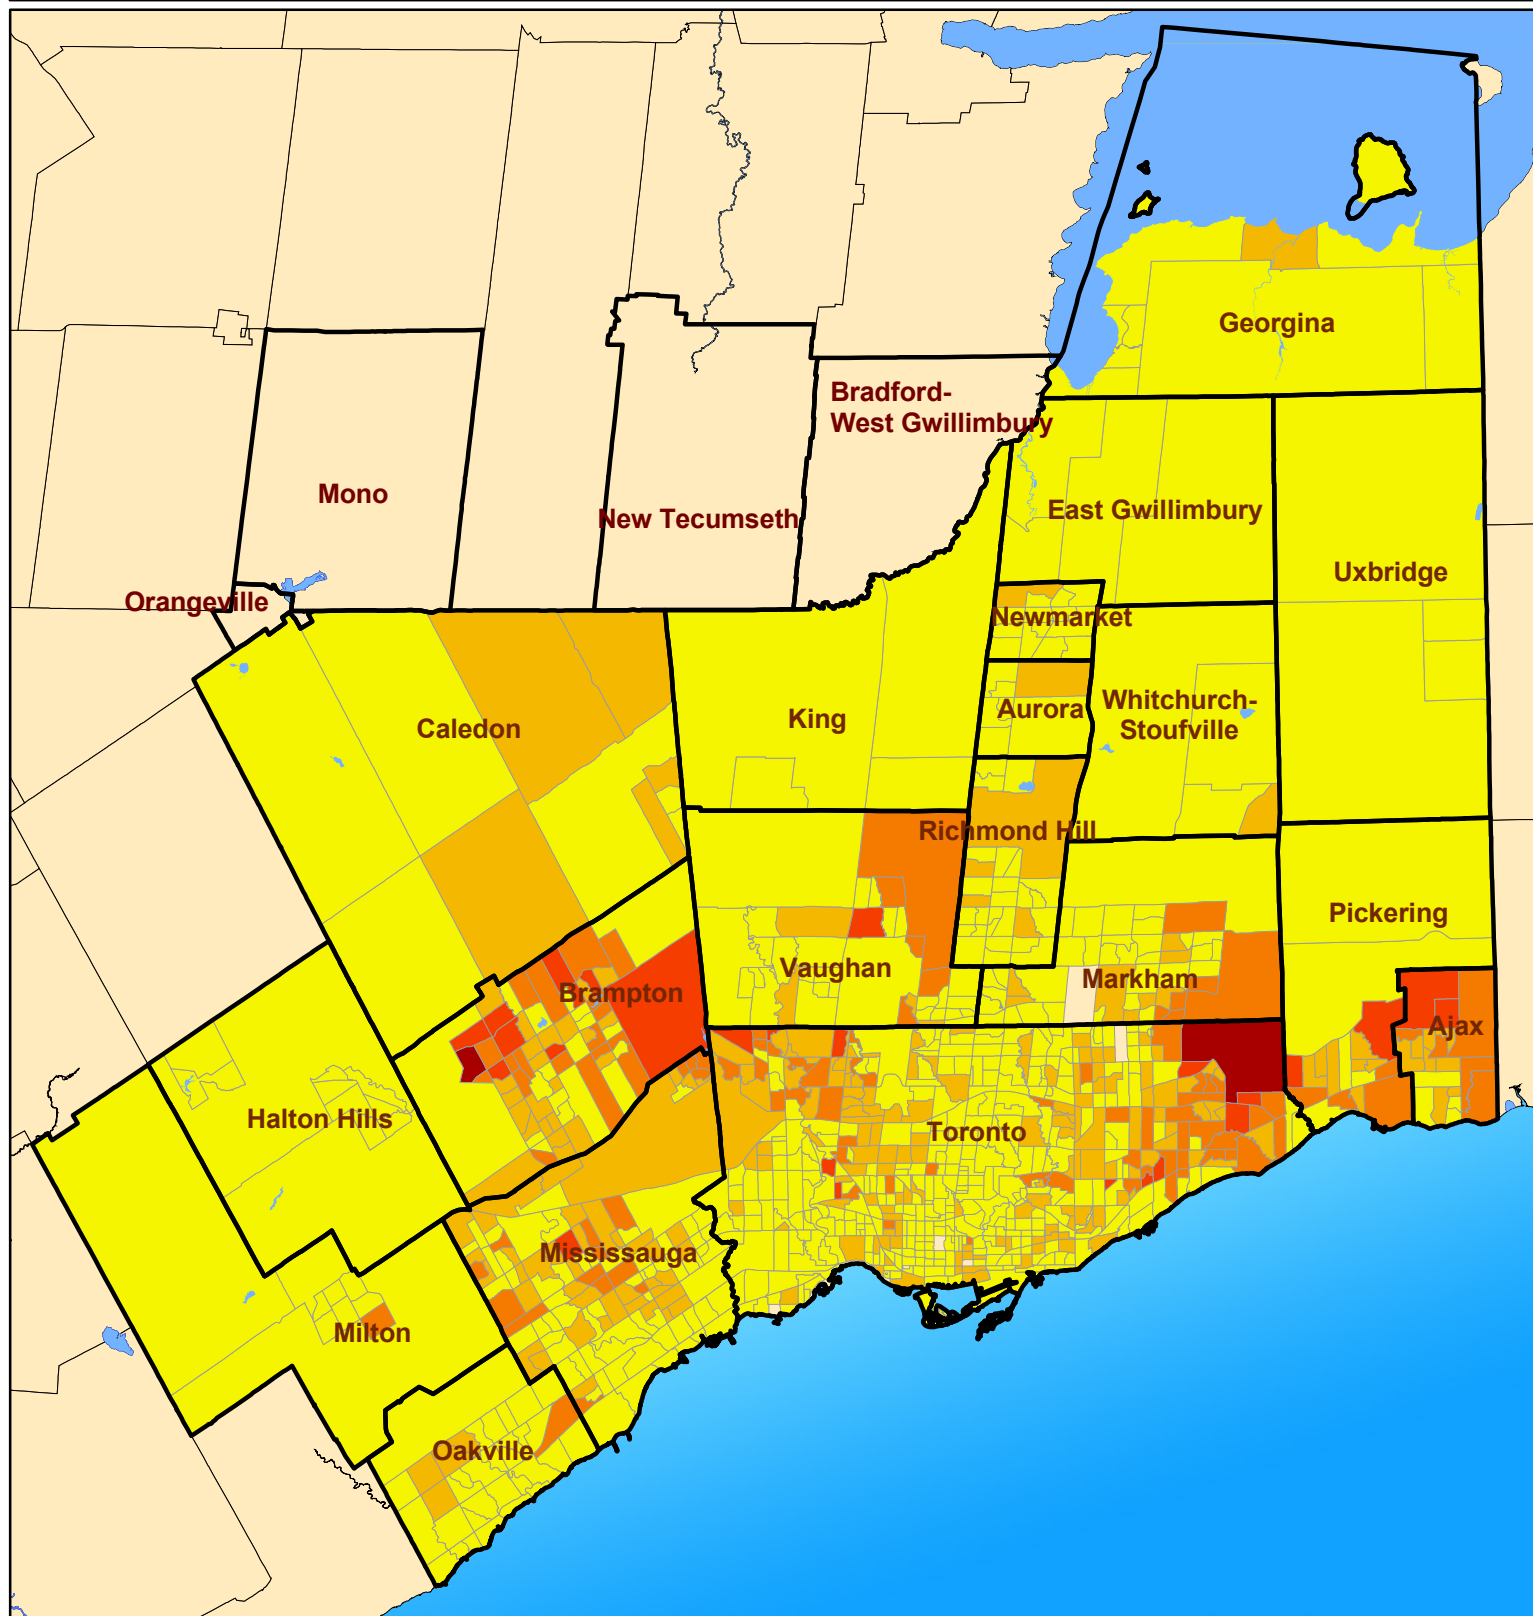 Georgina
Bradford-
West Gwillimbury
Mono
New Tecumseth
East Gwillimbury
Uxbridge
Orangeville
Newmarket
Caledon
King
Aurora
Whitchurch-
Stoufville
Richmond Hill
Pickering
Vaughan
Markham
Brampton
Ajax
Halton Hills
Toronto
Mississauga
Milton
Oakville